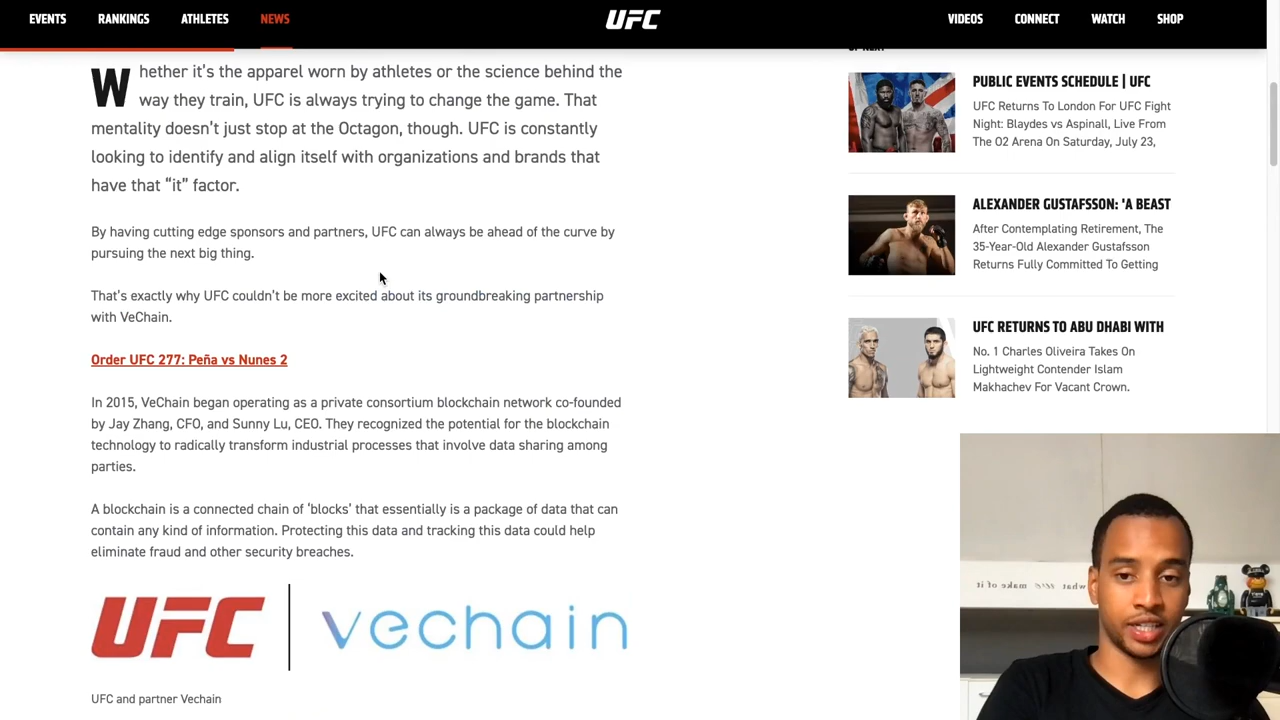 EVENTS RANKINGS ATHLETES NEWS UFC VIDEOS CONNECT WATCH SHOP
Whether it's the apparel worn by athletes or the science behind the
way they train, UFC is always trying to change the game. That
mentality doesn't just stop at the Octagon, though. UFC is constantly
looking to identify and align itself with organizations and brands that
have that “it” factor.
By having cutting edge sponsors and partners, UFC can always be ahead of the curve by
pursuing the next big thing.
That's exactly why UFC couldn't be more excited about its groundbreaking partnership
with VeChain.
Order UFC 277: Peña vs Nunes 2
In 2015, VeChain began operating as a private consortium blockchain network co-founded
by Jay Zhang, CFO, and Sunny Lu, CEO. They recognized the potential for the blockchain
technology to radically transform industrial processes that involve data sharing among
parties.
A blockchain is a connected chain of ‘blocks’ that essentially is a package of data that can
contain any kind of information. Protecting this data and tracking this data could help
eliminate fraud and other security breaches.
UFC vechain
UFC and partner Vechain
PUBLIC EVENTS SCHEDULE | UFC
UFC Returns To London For UFC Fight
Night: Blaydes vs Aspinall, Live From
The O2 Arena On Saturday, July 23,
ALEXANDER GUSTAFSSON: 'A BEAST
After Contemplating Retirement, The
35-Year-Old Alexander Gustafsson
Returns Fully Committed To Getting
UFC RETURNS TO ABU DHABI WITH
No. 1 Charles Oliveira Takes On
Lightweight Contender Islam
Makhachev For Vacant Crown.
what make of it